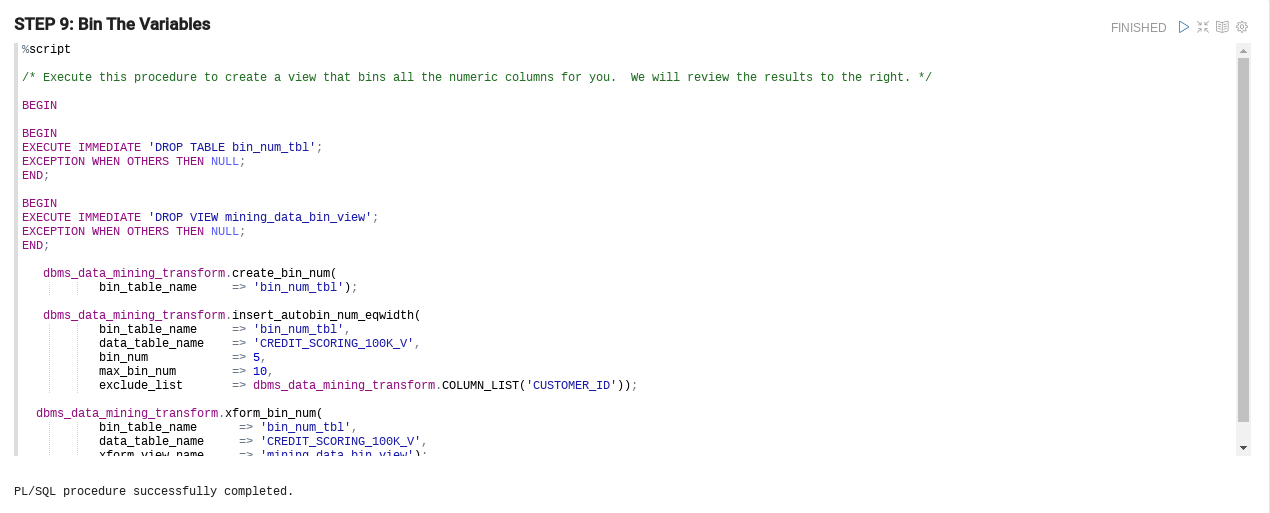 STEP 9: Bin The Variables
FINISHED
%script
/* Execute this procedure to create a view that bins all the numeric columns for you.  We will review the results to the right. */
BEGIN
BEGIN
EXECUTE IMMEDIATE 'DROP TABLE bin_num_tbl';
EXCEPTION WHEN OTHERS THEN NULL;
END;
BEGIN
EXECUTE IMMEDIATE 'DROP VIEW mining_data_bin_view';
EXCEPTION WHEN OTHERS THEN NULL;
END;
dbms_data_mining_transform.create_bin_num(
bin_table_name     => 'bin_num_tbl');
dbms_data_mining_transform.insert_autobin_num_eqwidth(
bin_table_name     => 'bin_num_tbl',
data_table_name    => 'CREDIT_SCORING_100K_V',
bin_num            => 5,
max_bin_num        => 10,
exclude_list       => dbms_data_mining_transform.COLUMN_LIST('CUSTOMER_ID'));
dbms_data_mining_transform.xform_bin_num(
bin_table_name      => 'bin_num_tbl',
data_table_name     => 'CREDIT_SCORING_100K_V',
xform_view_name     => 'mining_data_bin_view');
PL/SQL procedure successfully completed.